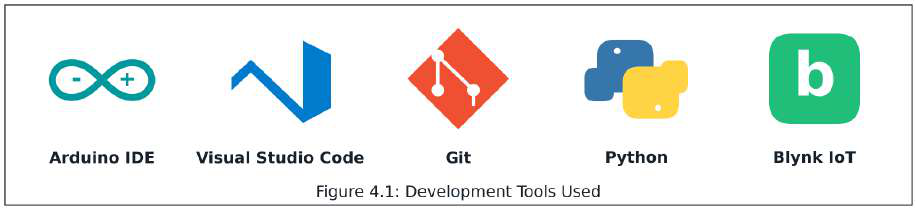 - +
b
Arduino IDE
Visual Studio Code
Git
Python
Blynk IoT
Figure 4.1: Development Tools Used